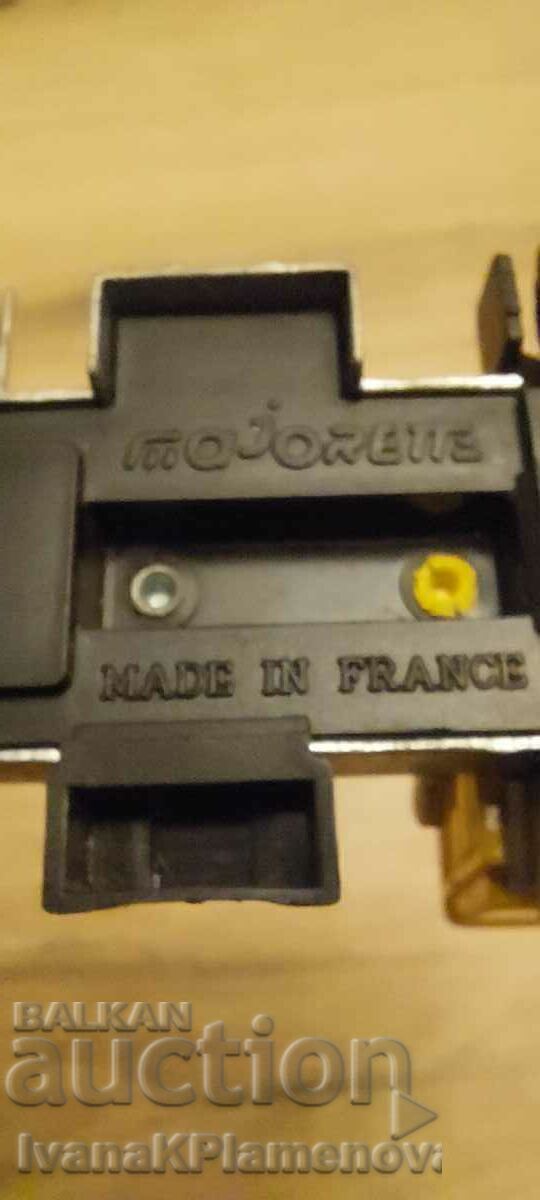 majorette
MADE IN FRANCE
BALKAN
auction
IvanaKPlamenova